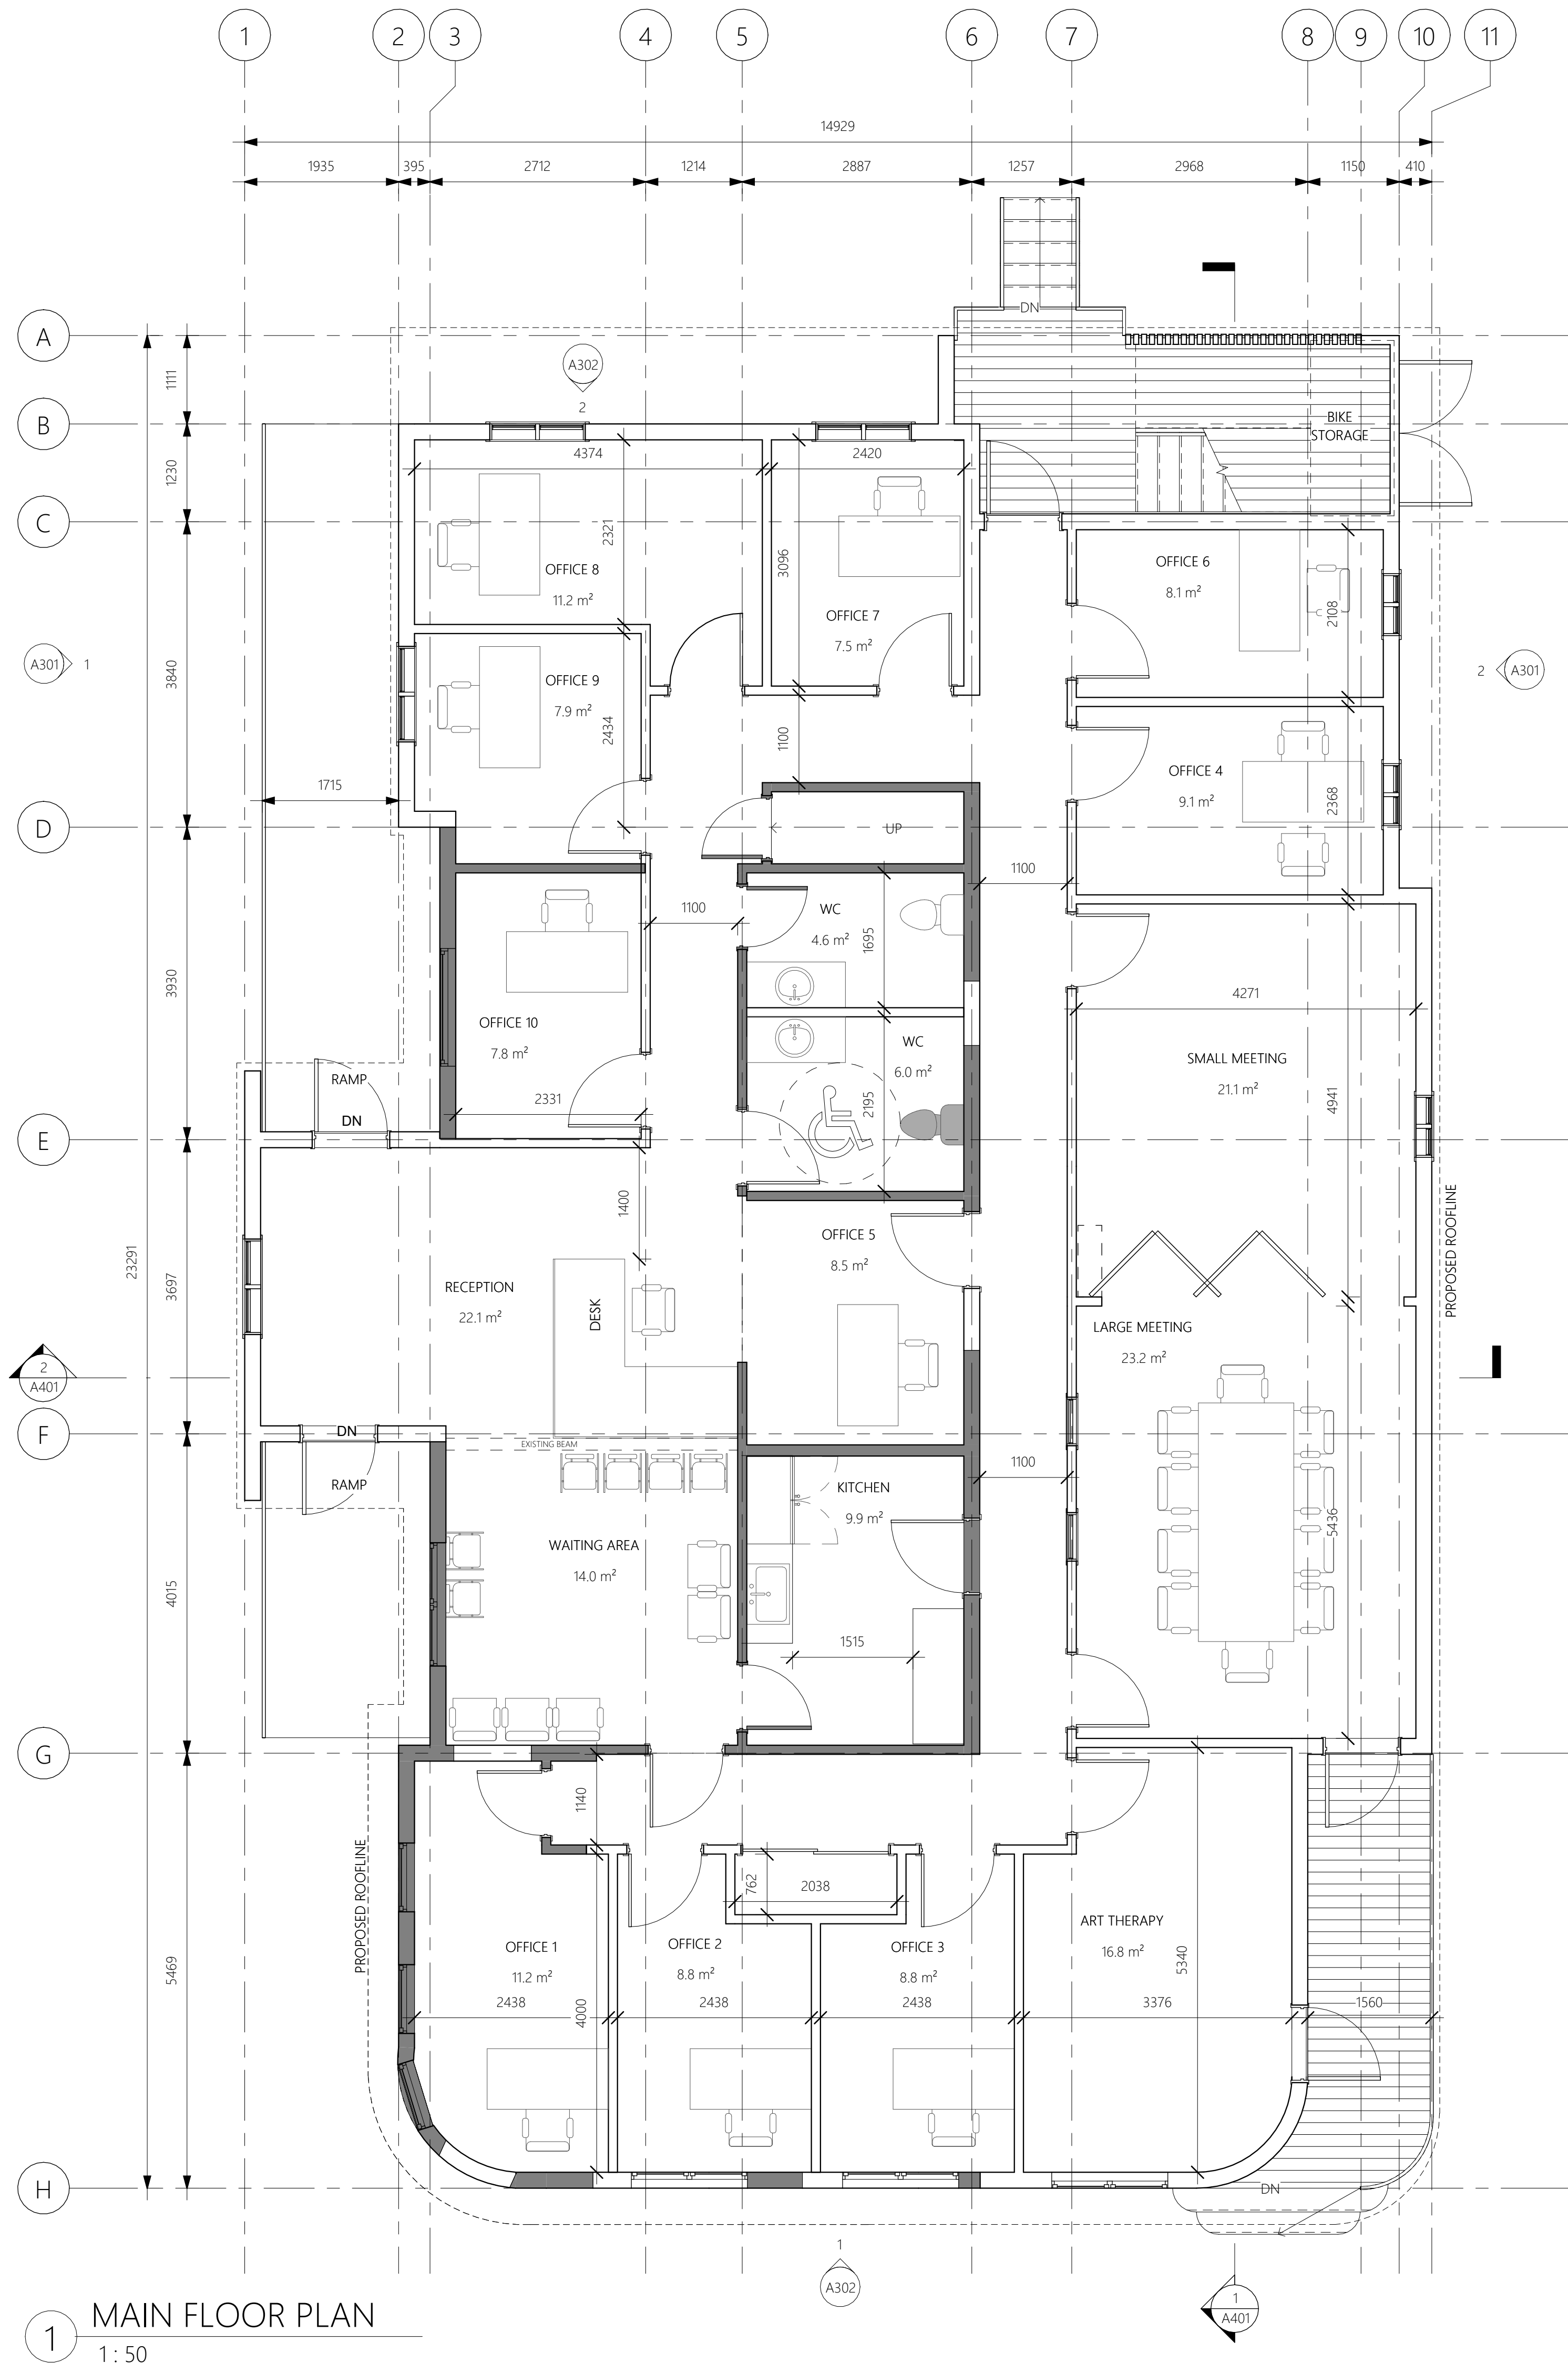 1 2 3 4 5 6 7 8 9 10 11
14929
1935 395 2712 1214 2887 1257 2968 1150 410
DN
A
A302
2
1111
B
BIKE
STORAGE
1230
4374 2420
C
2321
3096
OFFICE 8
11.2 m²
OFFICE 6
8.1 m²
2108
OFFICE 7
7.5 m²
A301 1
3840
2 A301
OFFICE 9
7.9 m²
2434
1100
OFFICE 4
9.1 m²
2368
1715
D
UP
1100
1100
WC
4.6 m²
1695
3930
4271
OFFICE 10
7.8 m²
WC
6.0 m²
SMALL MEETING
21.1 m²
4941
RAMP
DN
2331
2195
E
1400
OFFICE 5
8.5 m²
PROPOSED ROOFLINE
23291
3697
RECEPTION
22.1 m²
DESK
LARGE MEETING
23.2 m²
2
A401
F
DN
EXISTING BEAM
1100
RAMP
KITCHEN
9.9 m²
5436
WAITING AREA
14.0 m²
4015
1515
G
1140
762
2038
PROPOSED ROOFLINE
OFFICE 1
11.2 m²
OFFICE 2
8.8 m²
OFFICE 3
8.8 m²
ART THERAPY
16.8 m²
5340
5469
2438 2438 2438 3376 1560
4000
H
DN
1
A302
1
A401
1 MAIN FLOOR PLAN
1 : 50